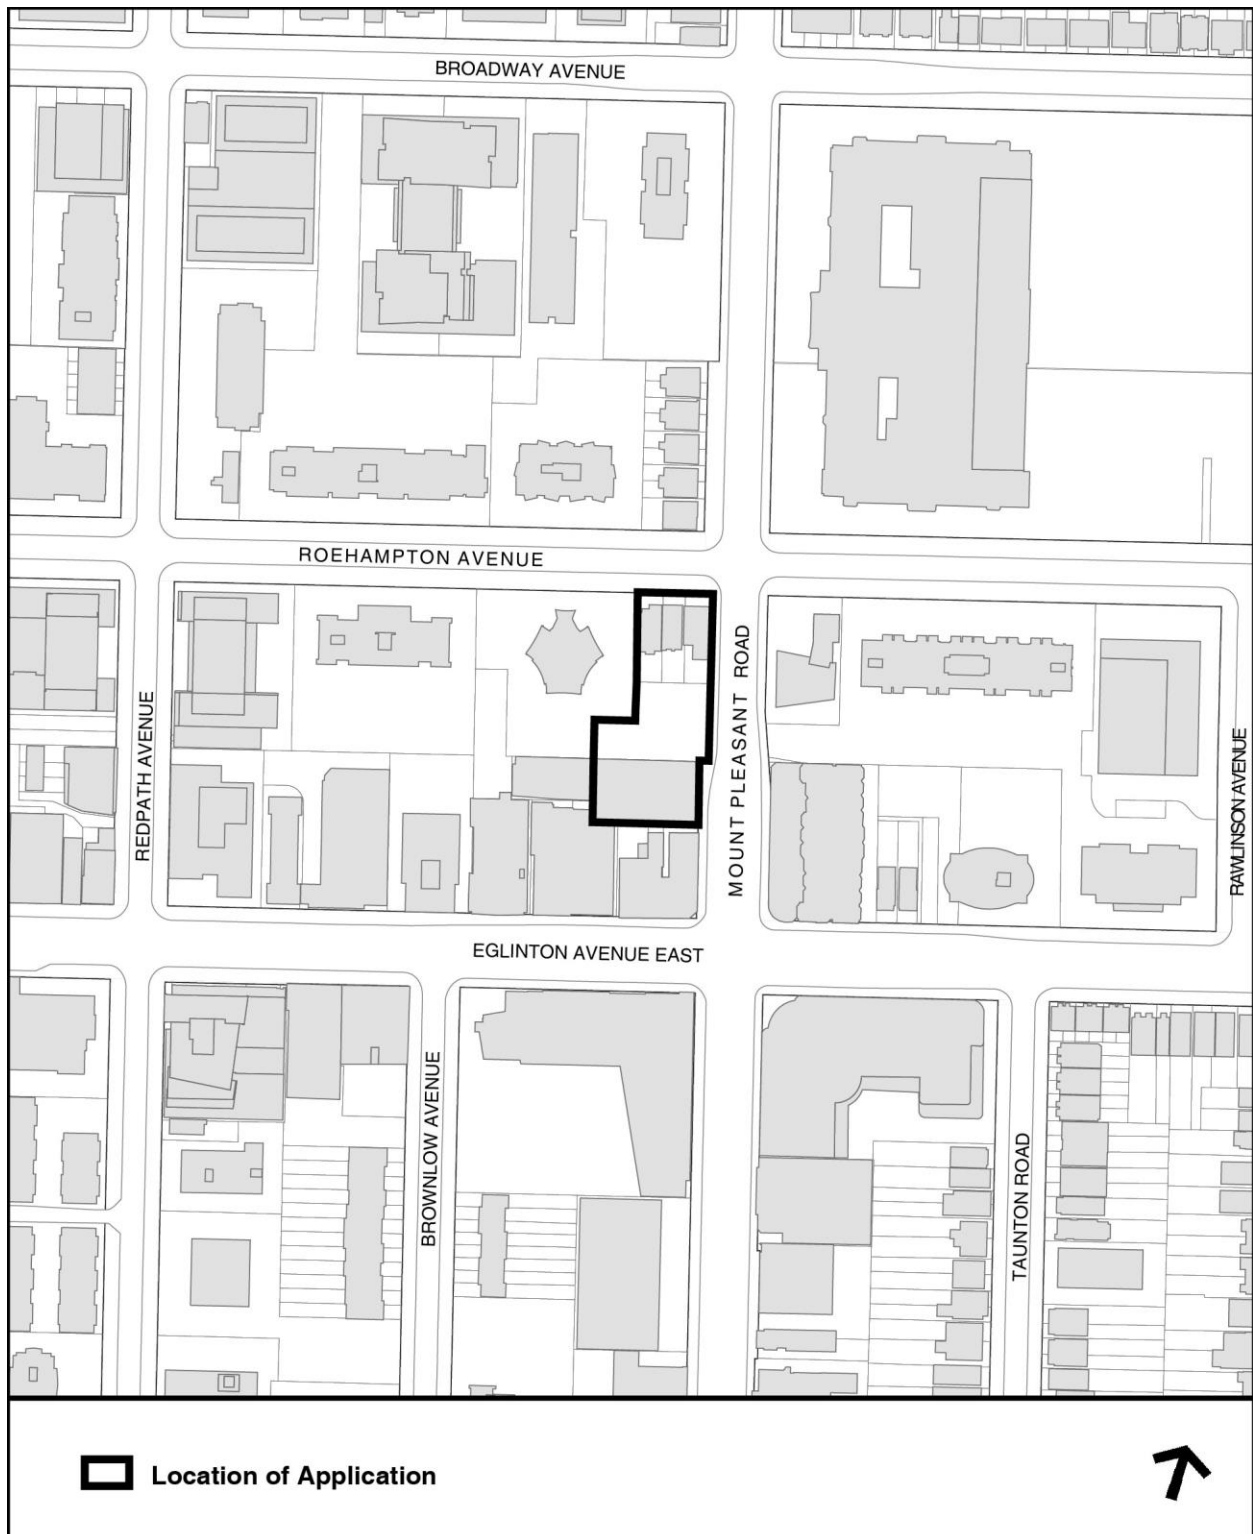 BROADWAY AVENUE
ROEHAMPTON AVENUE
REDPATH AVENUE
MOUNT PLEASANT ROAD
RAWLINSON AVENUE
EGLINTON AVENUE EAST
BROWNLOW AVENUE
TAUNTON ROAD
Location of Application